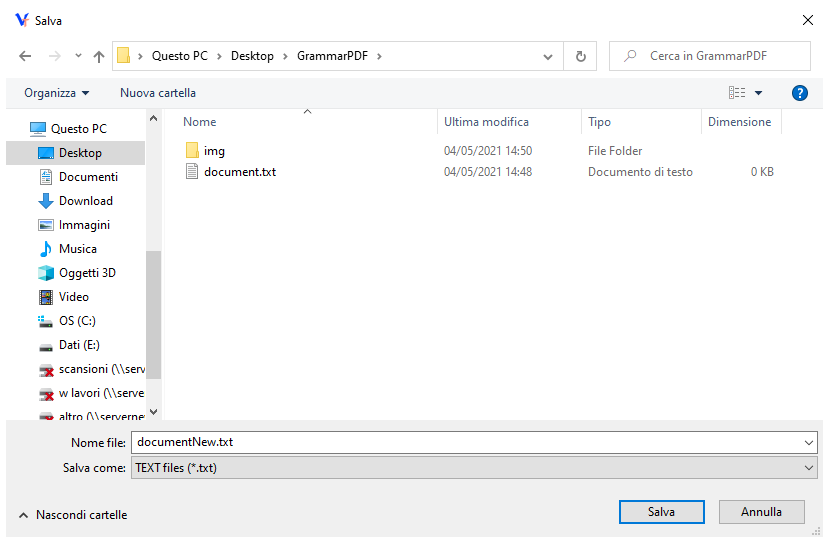 Salva
Questo PC > Desktop > GrammarPDF >
Cerca in GrammarPDF
Organizza
Nuova cartella
?
Nome
Ultima modifica
Tipo
Dimensione
Questo PC
Desktop
Documenti
Download
Immagini
Musica
Oggetti 3D
Video
OS (C:)
Dati (E:)
scansioni (\\serv
w lavori (\\serve
altro (\\serverne
img 04/05/2021 14:50 File Folder
document.txt 04/05/2021 14:48 Documento di testo 0 KB
Nome file: documentNew.txt
Salva come: TEXT files (*.txt)
Nascondi cartelle
Salva
Annulla